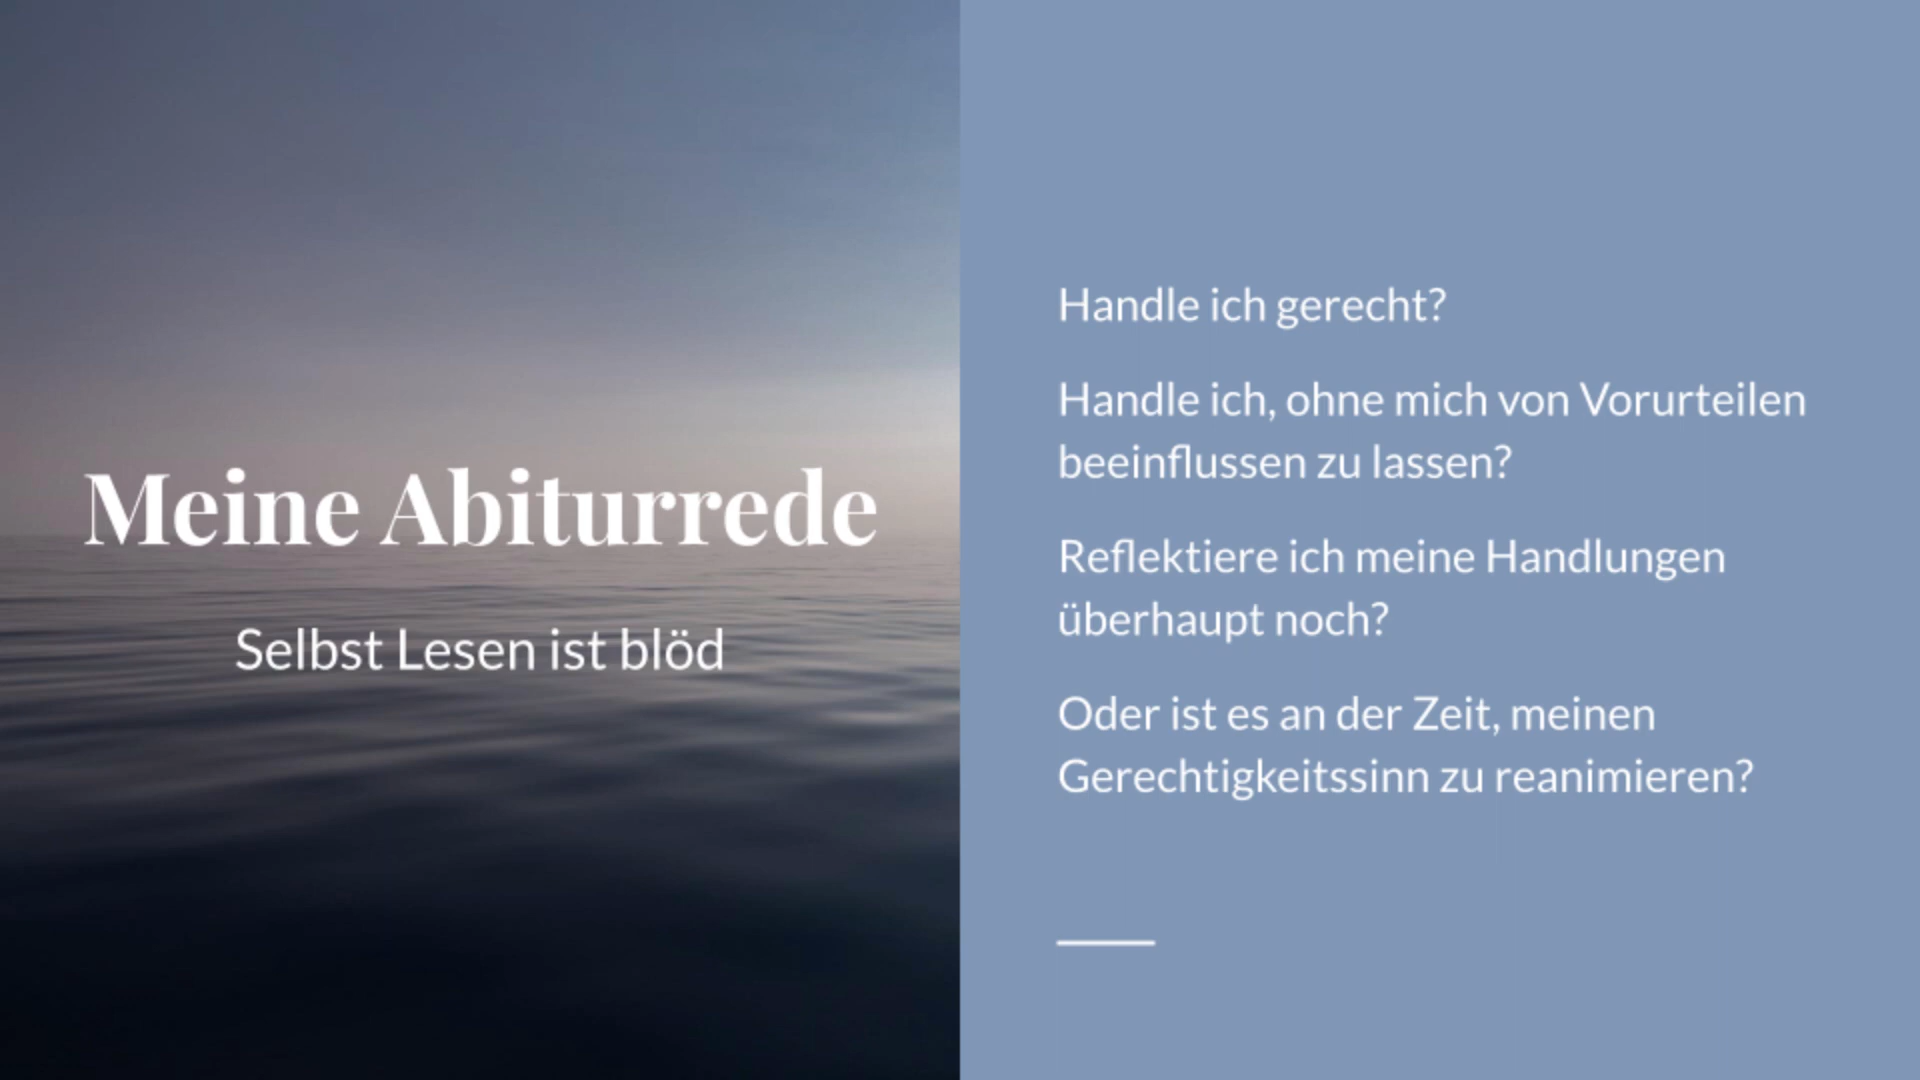 Meine Abiturrede
Selbst Lesen ist blöd
Handle ich gerecht?
Handle ich, ohne mich von Vorurteilen
beeinflussen zu lassen?
Reflektiere ich meine Handlungen
überhaupt noch?
Oder ist es an der Zeit, meinen
Gerechtigkeitssinn zu reanimieren?